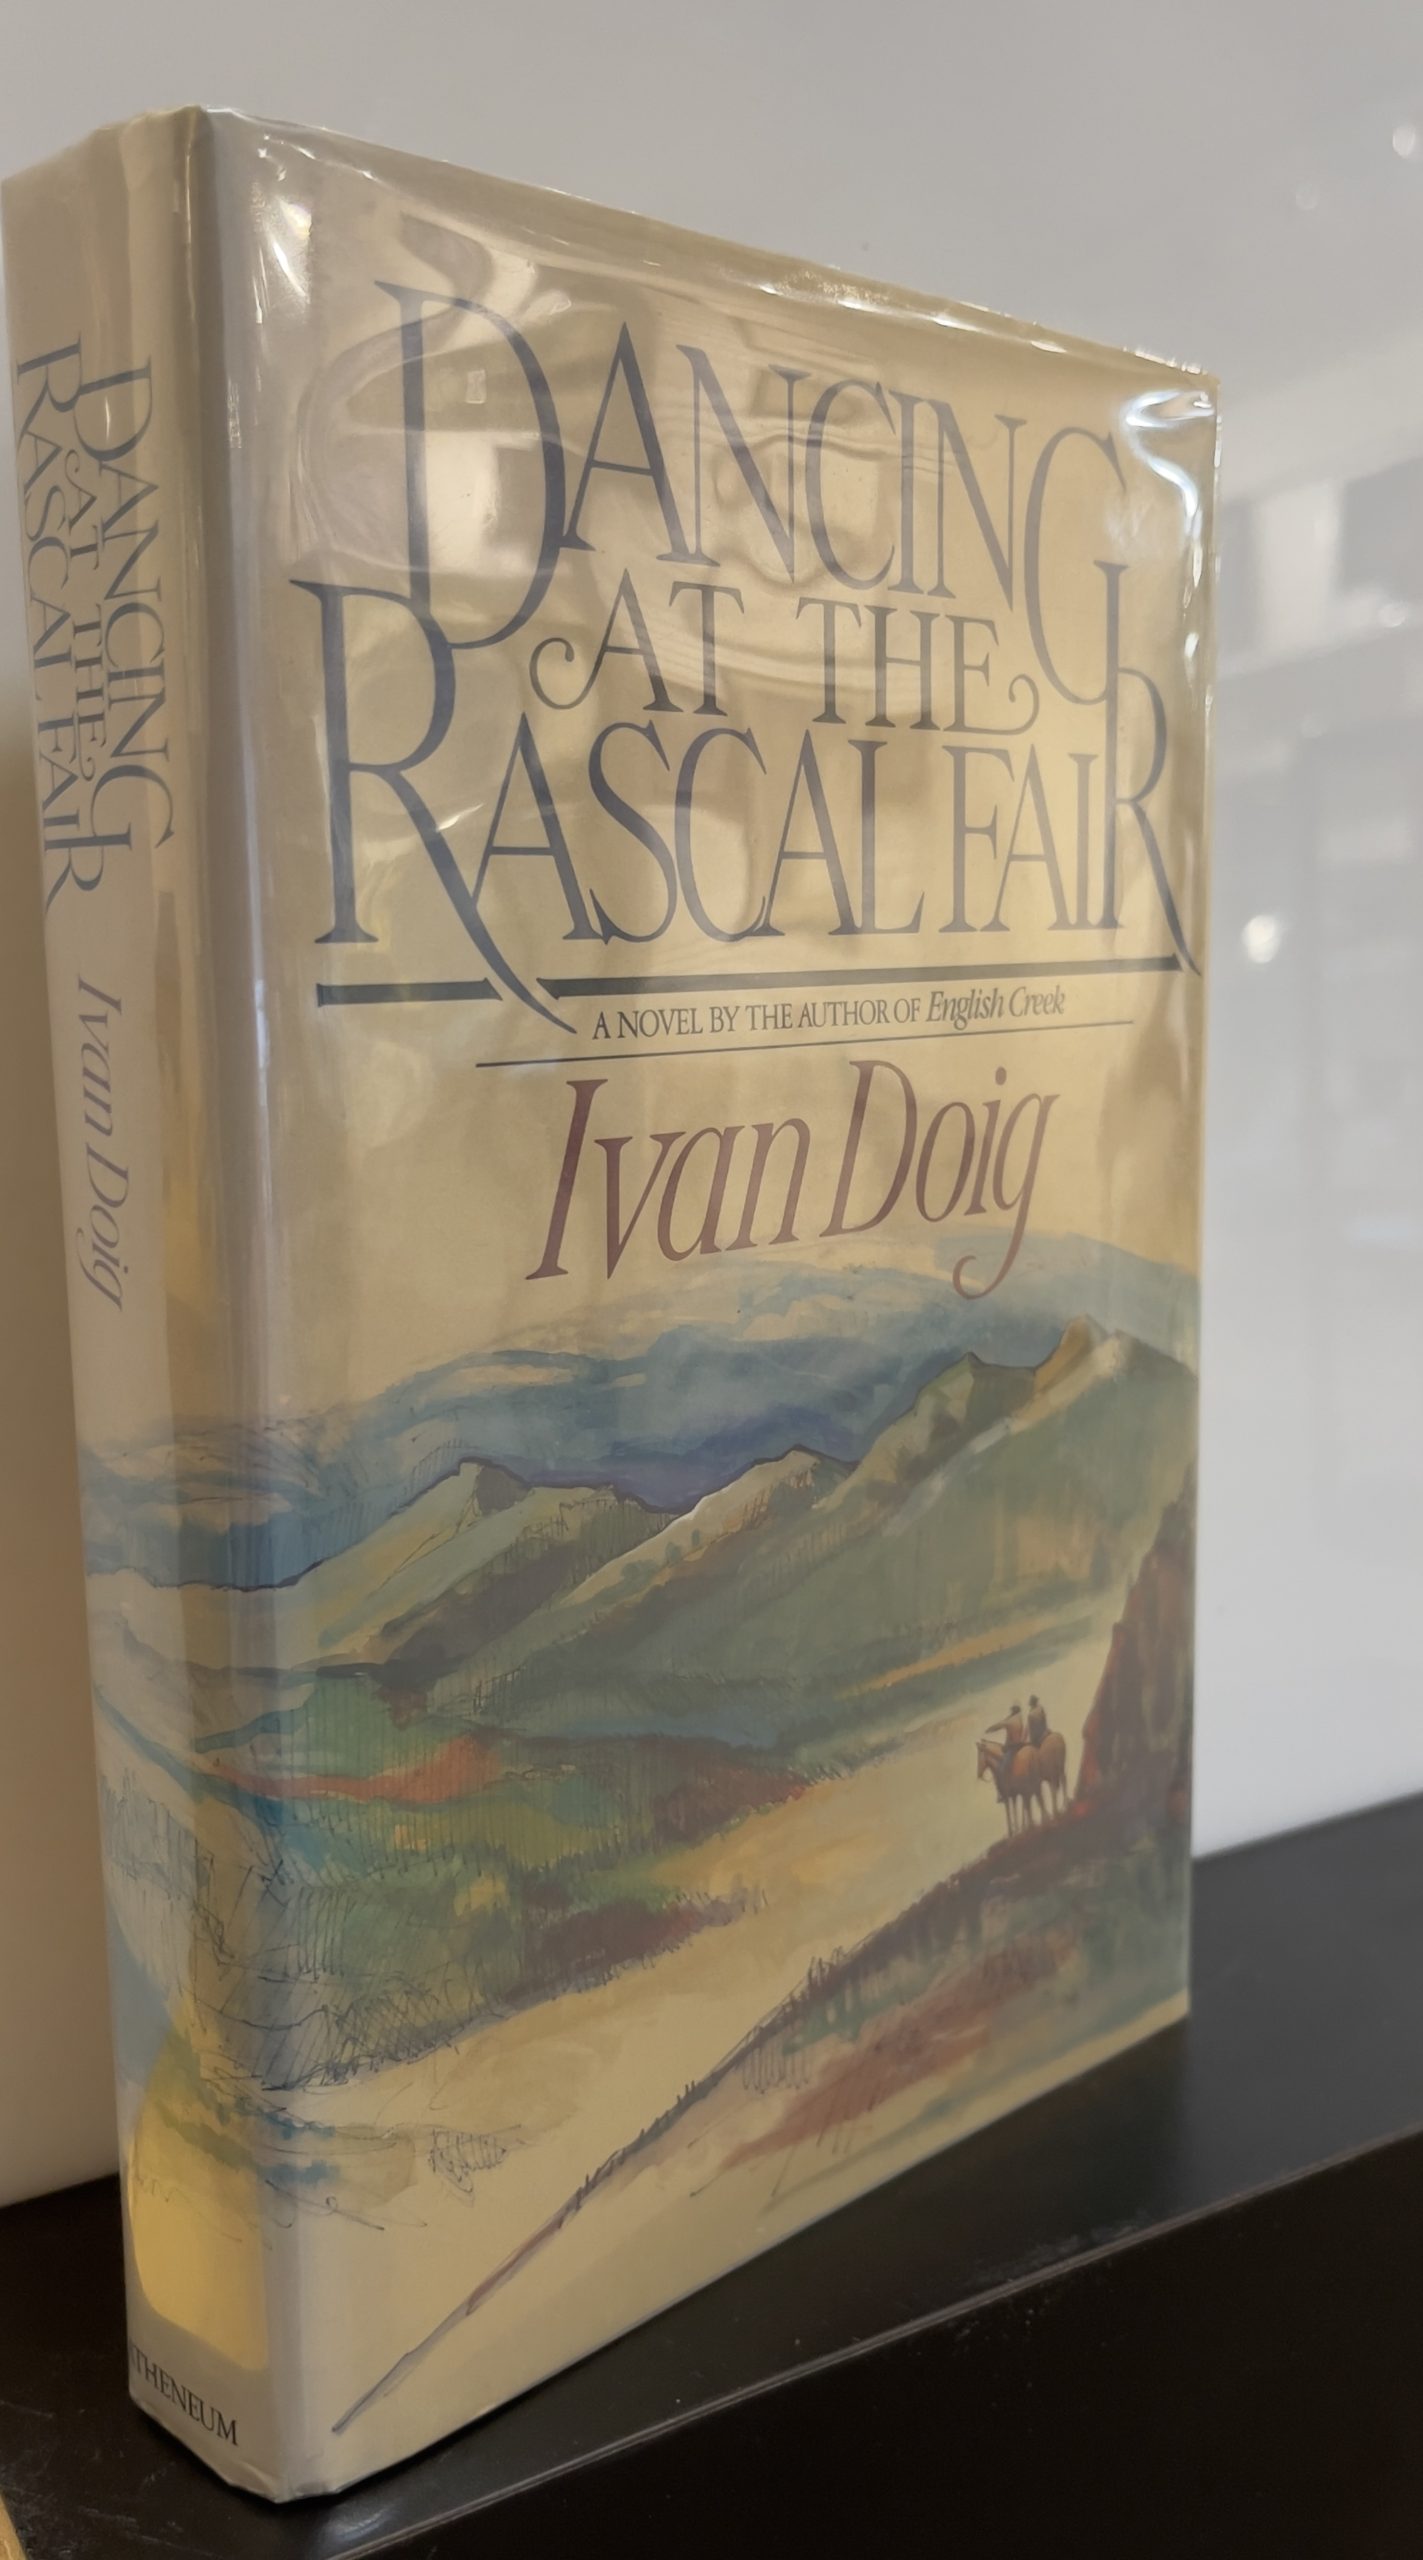 DANCING
AT THE
RASCAL FAIR
Ivan Doig
ATHENEUM
DANCING
AT THE
RASCAL FAIR
A NOVEL BY THE AUTHOR OF English Creek
Ivan Doig